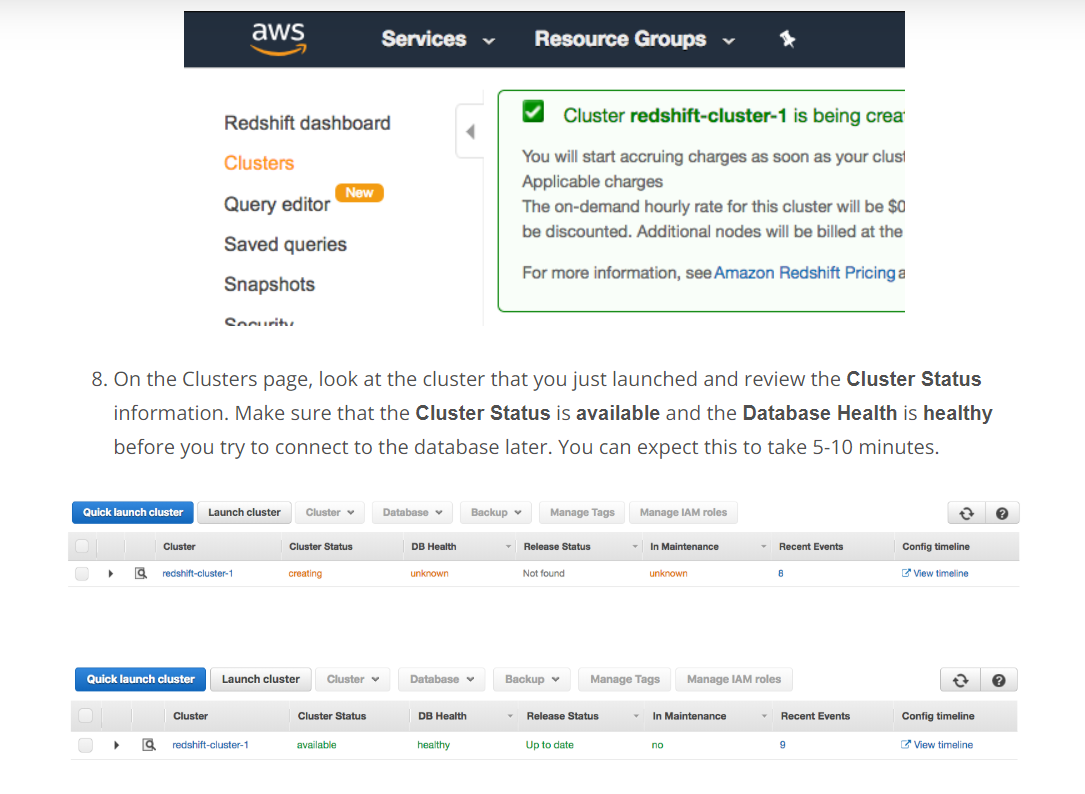 aws Services Resource Groups
Redshift dashboard
Clusters
Query editor New
Saved queries
Snapshots
Security
Cluster redshift-cluster-1 is being
You will start accruing charges as soon as your
Applicable charges
The on-demand hourly rate for this cluster will be $0
be discounted. Additional nodes will be billed at the
For more information, see Amazon Redshift Pricing
8. On the Clusters page, look at the cluster that you just launched and review the Cluster Status
information. Make sure that the Cluster Status is available and the Database Health is healthy
before you try to connect to the database later. You can expect this to take 5-10 minutes.
Quick launch cluster Launch cluster Cluster Database Backup Manage Tags Manage IAM roles
Cluster Cluster Status DB Health Release Status In Maintenance Recent Events Config timeline
redshift-cluster-1 creating unknown Not found unknown 8 View timeline
Quick launch cluster Launch cluster Cluster Database Backup Manage Tags Manage IAM roles
Cluster Cluster Status DB Health Release Status In Maintenance Recent Events Config timeline
redshift-cluster-1 available healthy Up to date no 9 View timeline